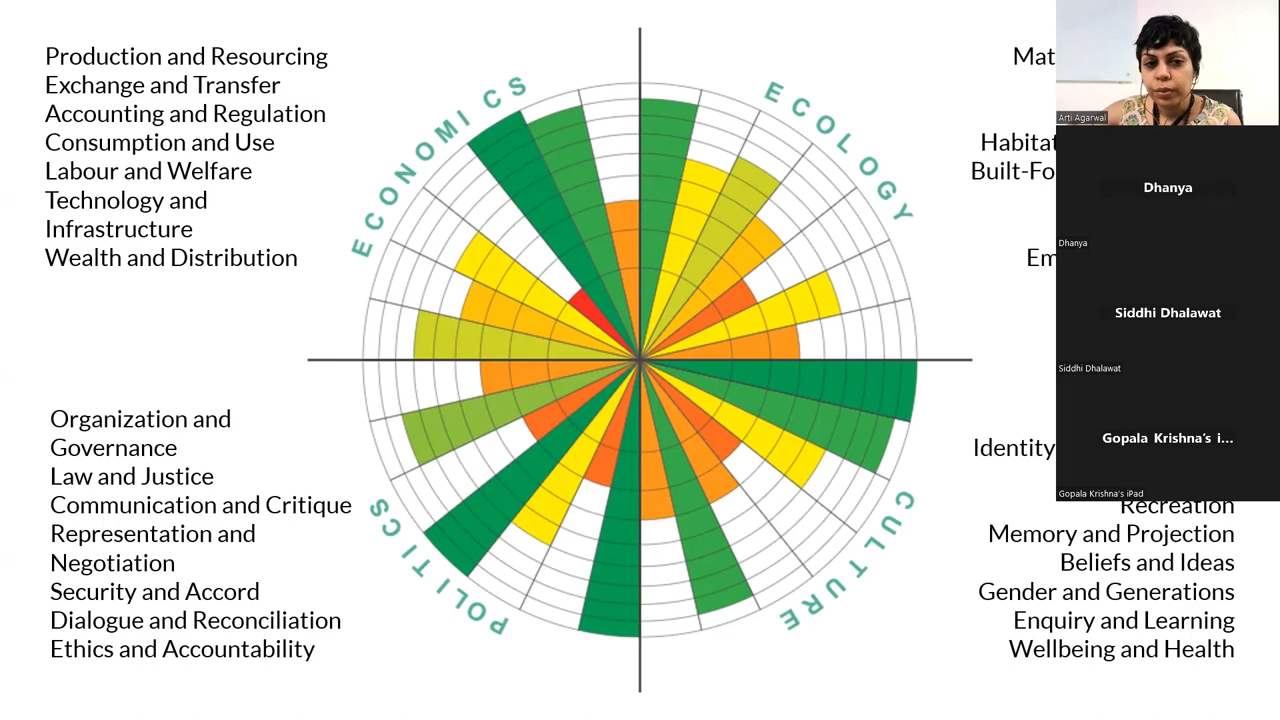 Production and Resourcing
Exchange and Transfer
Accounting and Regulation
Consumption and Use
Labour and Welfare
Technology and
Infrastructure
Wealth and Distribution
ECONOMICS
ECOLOGY
Mat
Habitat
Built-Fo
Em
Arti Agarwal
Dhanya
Dhanya
Siddhi Dhalawat
Siddhi Dhalawat
Gopala Krishna's i...
Gopala Krishna's iPad
Organization and
Governance
Law and Justice
Communication and Critique
Representation and
Negotiation
Security and Accord
Dialogue and Reconciliation
Ethics and Accountability
POLITICS
CULTURE
Identity
Recreation
Memory and Projection
Beliefs and Ideas
Gender and Generations
Enquiry and Learning
Wellbeing and Health